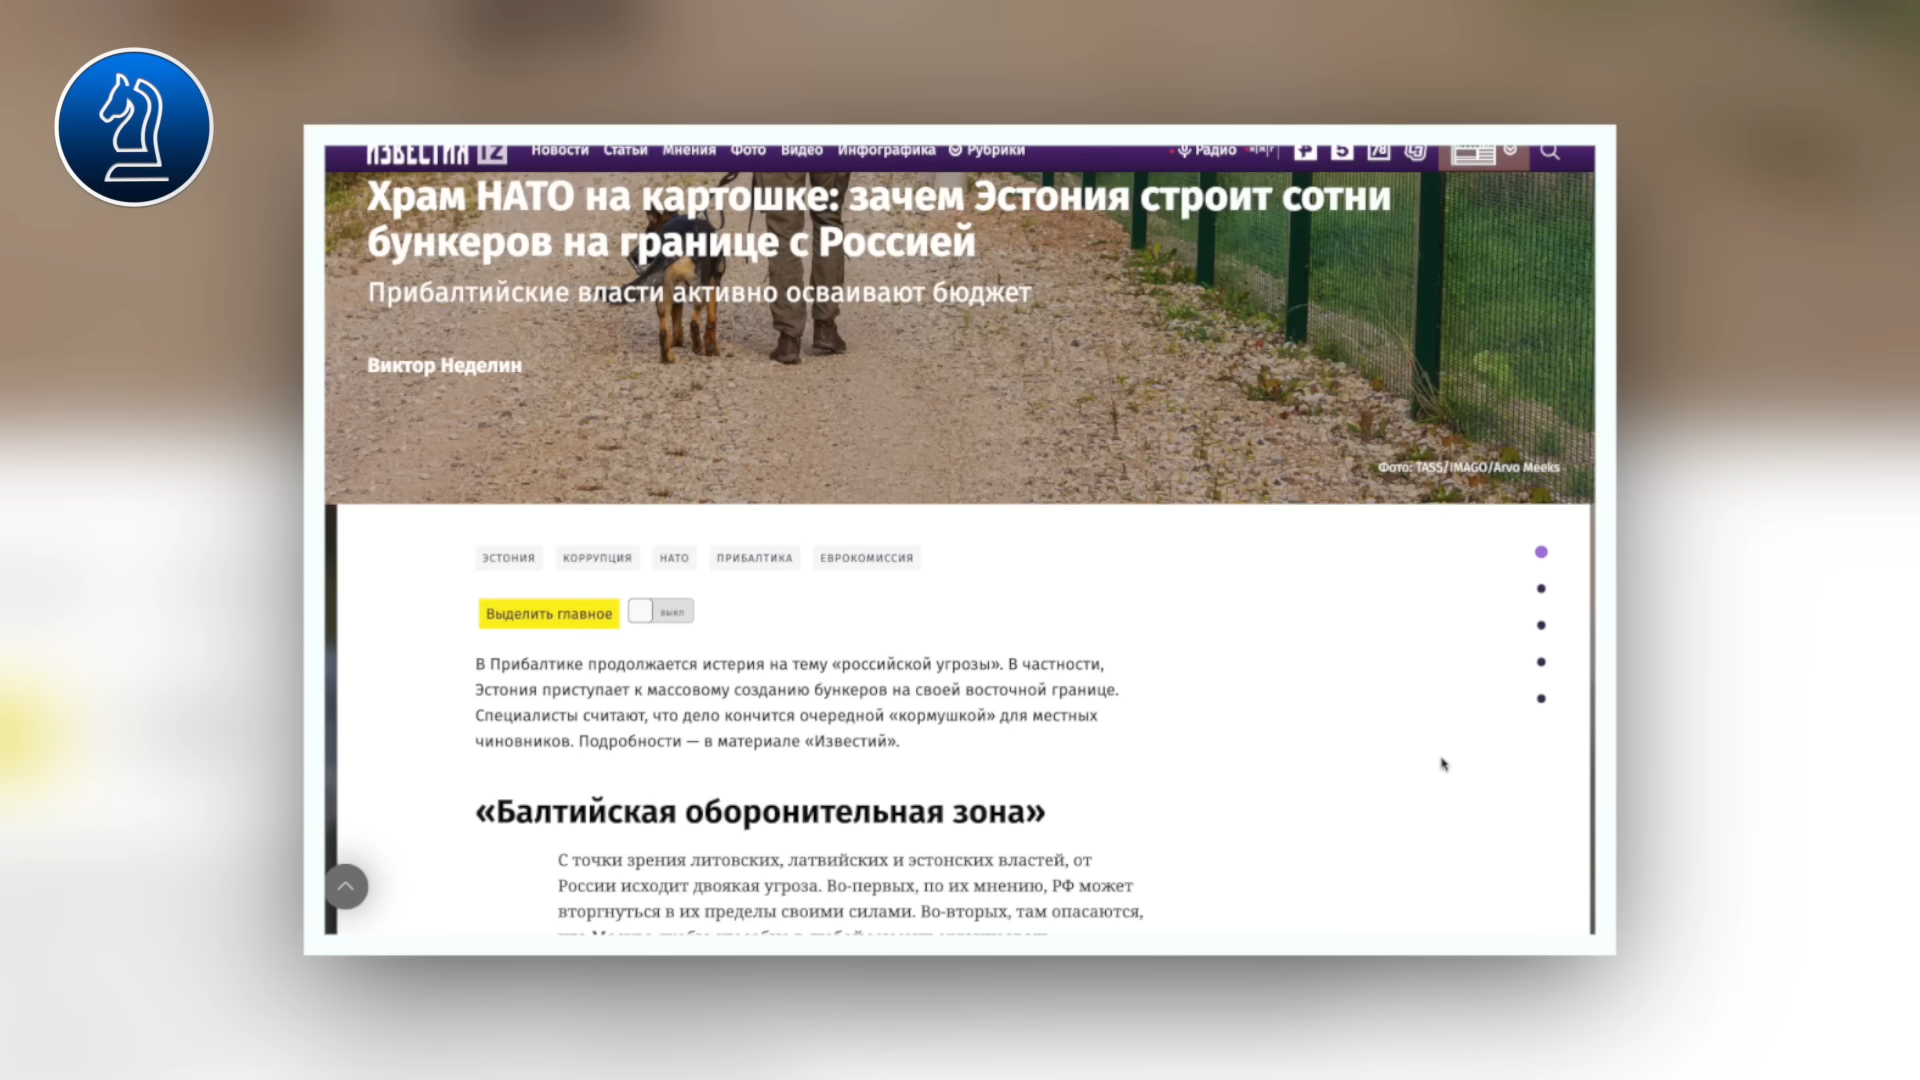 ИЗВЕСТИЯ IZ Новости Статьи Мнения Фото Видео Инфографика Рубрики Радио 5 78
Храм НАТО на картошке: зачем Эстония строит сотни
бункеров на границе с Россией
Прибалтийские власти активно осваивают бюджет
Виктор Неделин
Фото: TASS/IMAGO/Arvo Meeks
ЭСТОНИЯ КОРРУПЦИЯ НАТО ПРИБАЛТИКА ЕВРОКОМИССИЯ
Выделить главное выкл
В Прибалтике продолжается истерия на тему «российской угрозы». В частности,
Эстония приступает к массовому созданию бункеров на своей восточной границе.
Специалисты считают, что дело кончится очередной «кормушкой» для местных
чиновников. Подробности — в материале «Известий».
«Балтийская оборонительная зона»
С точки зрения литовских, латвийских и эстонских властей, от
России исходит двоякая угроза. Во-первых, по их мнению, РФ может
вторгнуться в их пределы своими силами. Во-вторых, там опасаются,